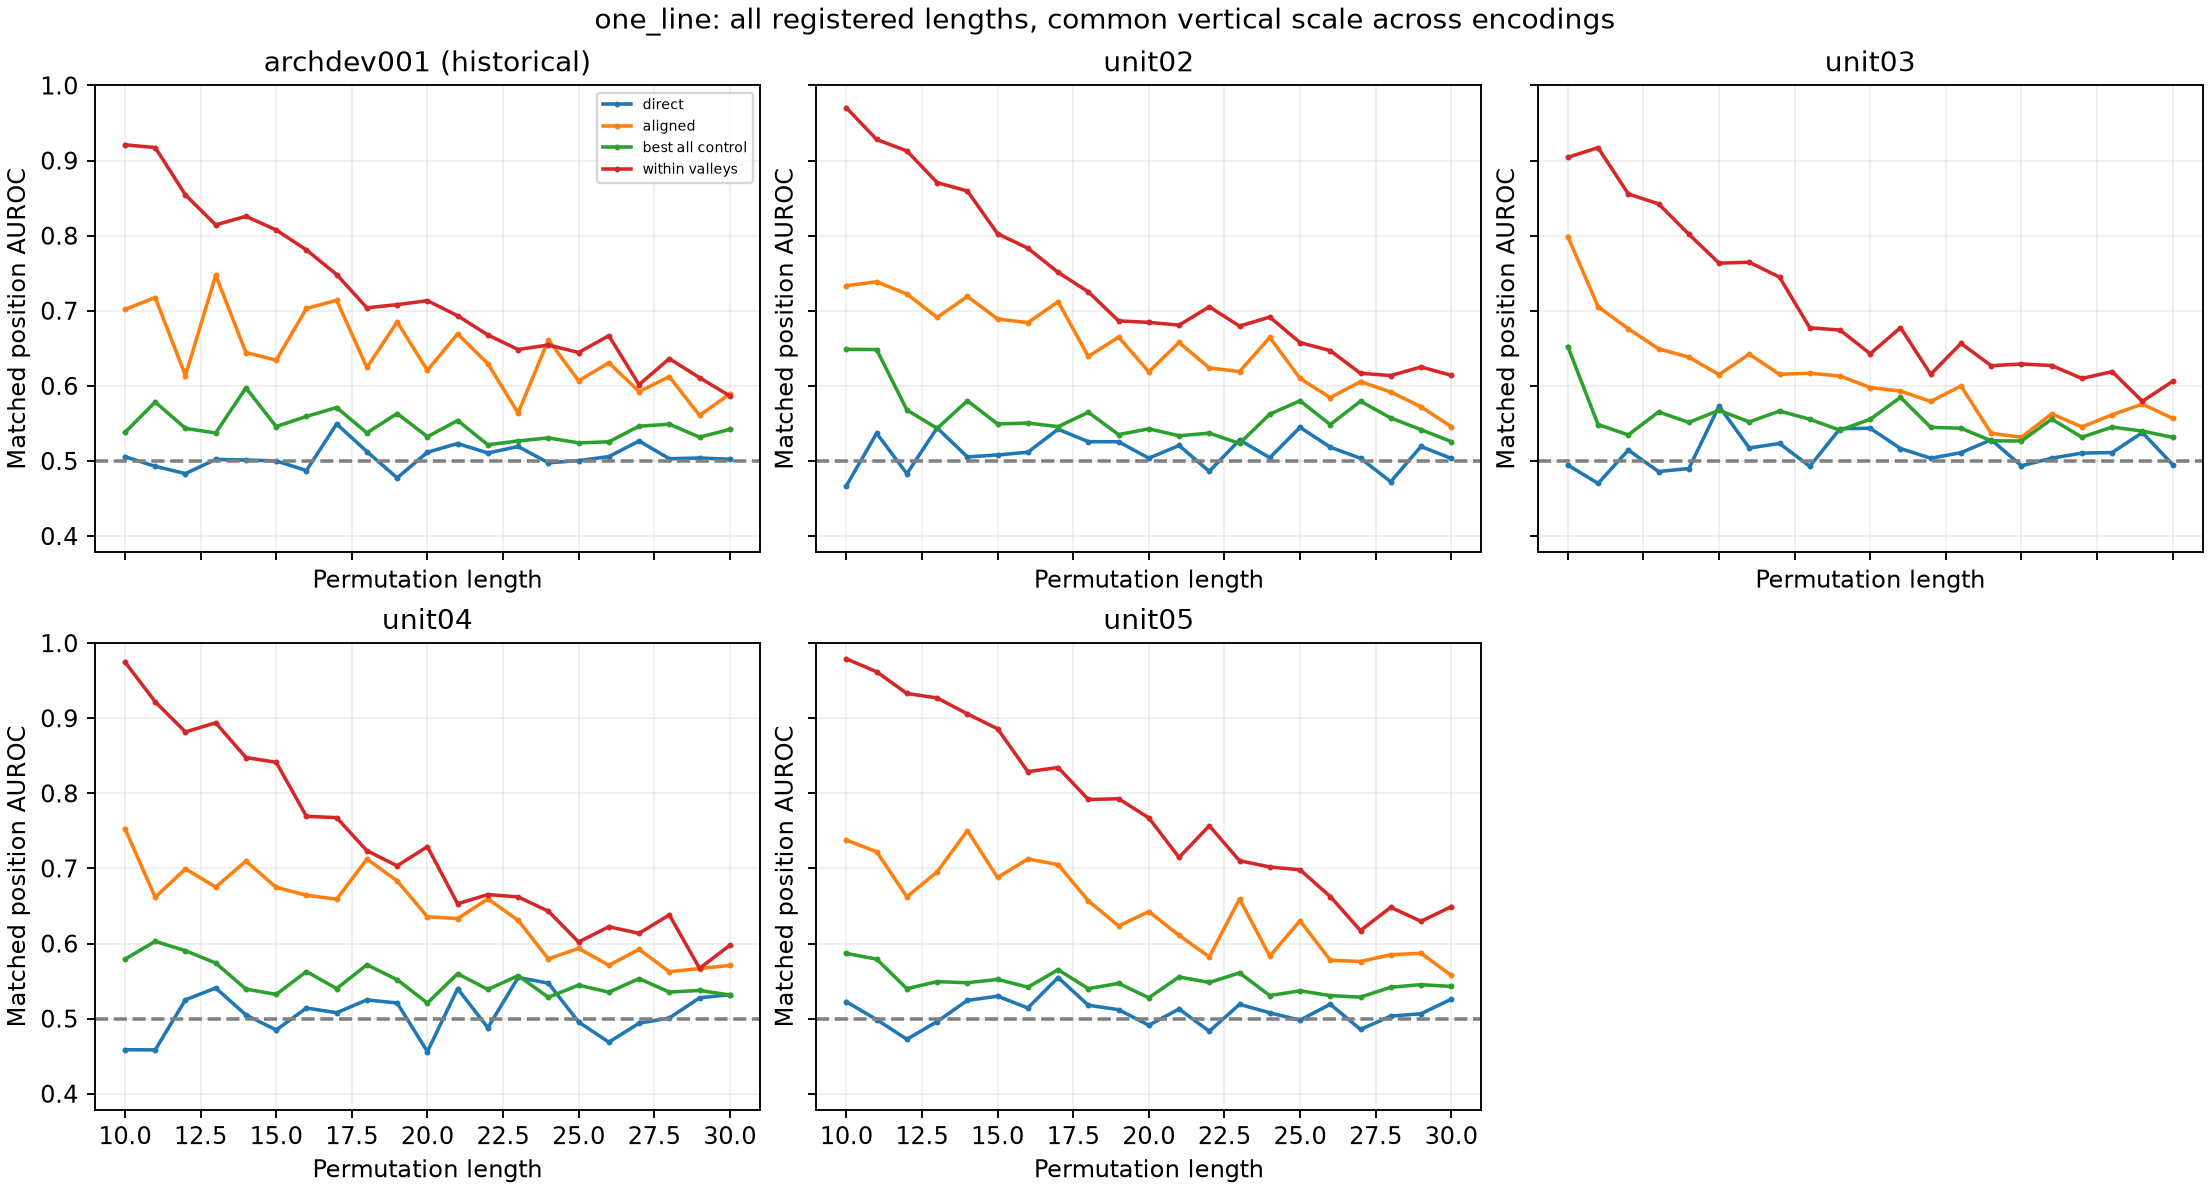 one_line: all registered lengths, common vertical scale across encodings
archdev001 (historical)
unit02
unit03
1.0
0.9
0.8
0.7
0.6
0.5
0.4
Matched position AUROC
direct
aligned
best all control
within valleys
Permutation length
Matched position AUROC
Permutation length
Matched position AUROC
Permutation length
unit04
unit05
1.0
0.9
0.8
0.7
0.6
0.5
0.4
Matched position AUROC
10.0 12.5 15.0 17.5 20.0 22.5 25.0 27.5 30.0
Permutation length
Matched position AUROC
10.0 12.5 15.0 17.5 20.0 22.5 25.0 27.5 30.0
Permutation length